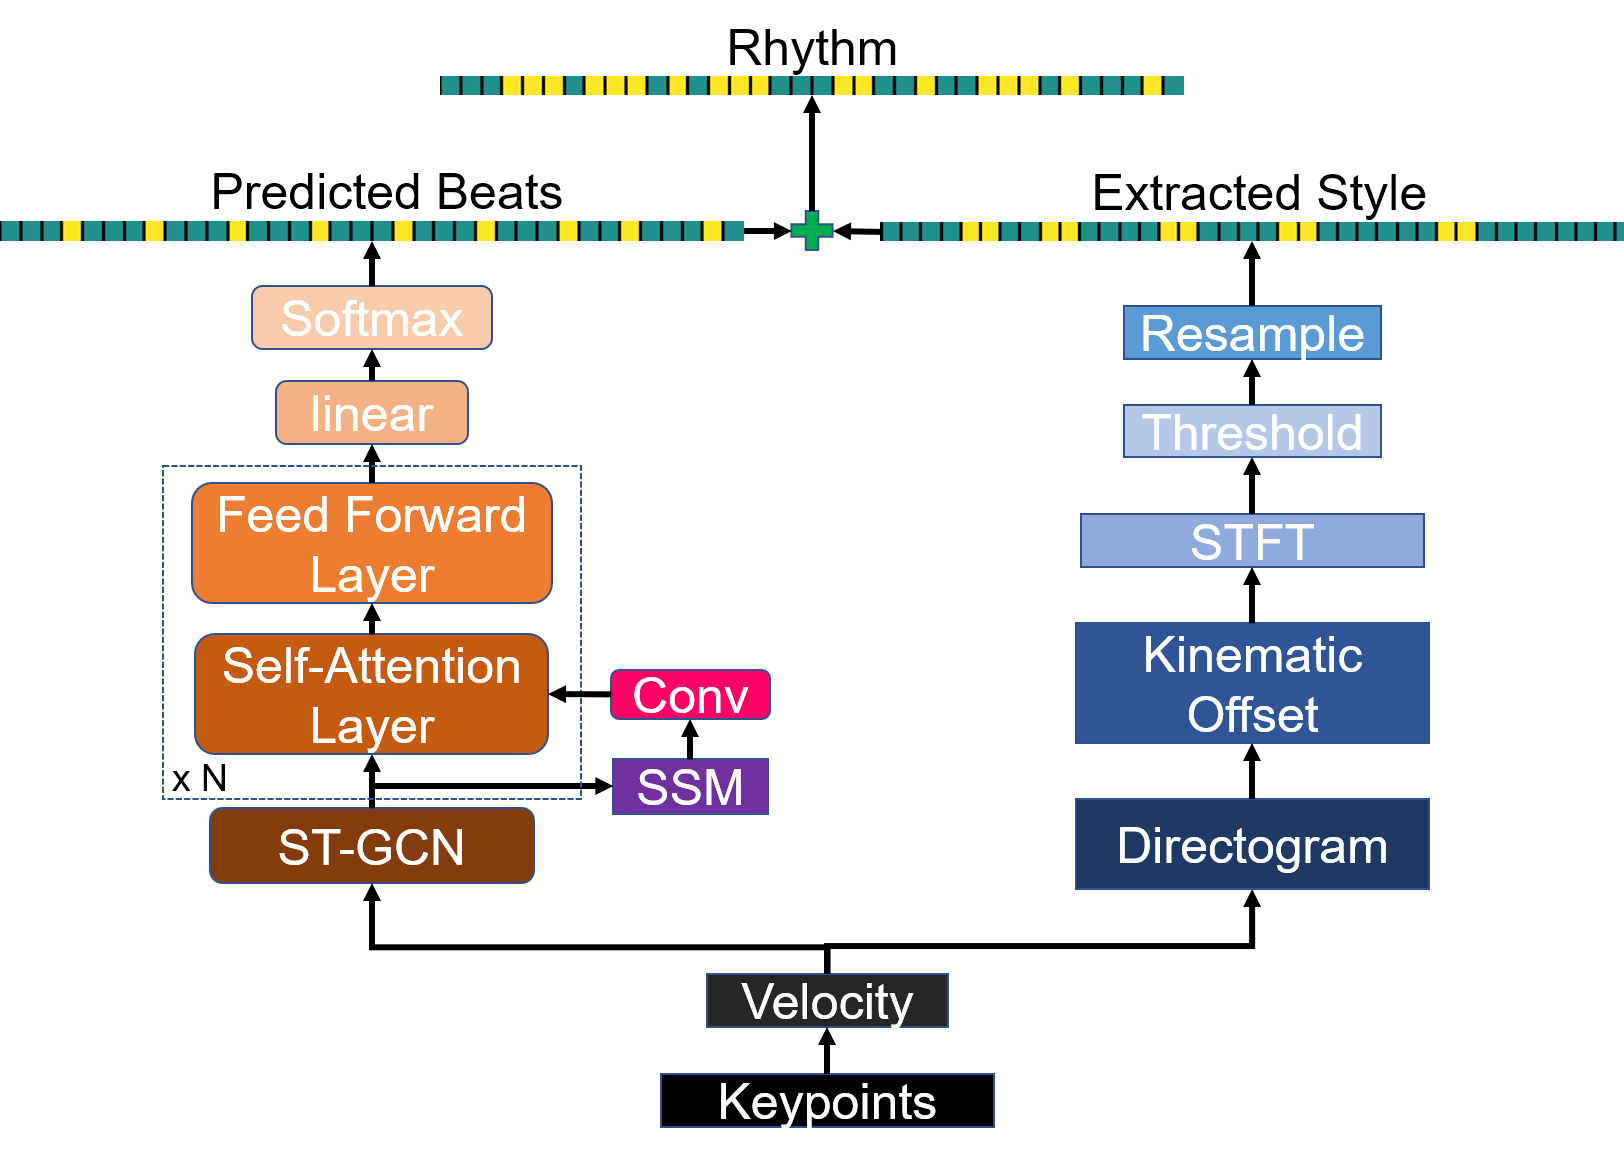 Rhythm
Predicted Beats
Extracted Style
Softmax
linear
Feed Forward
Layer
Self-Attention
Layer
x N
Conv
SSM
ST-GCN
Resample
Threshold
STFT
Kinematic
Offset
Directogram
Velocity
Keypoints